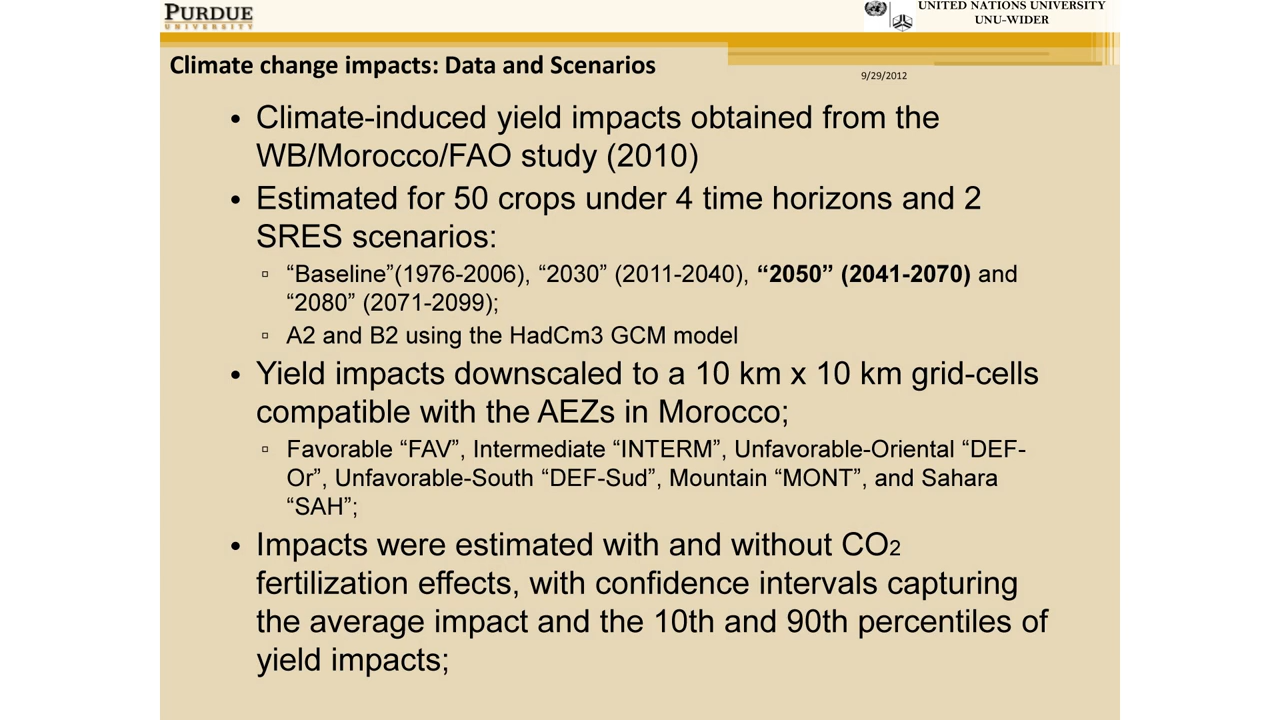 PURDUE
UNIVERSITY
UNITED NATIONS UNIVERSITY
UNU-WIDER
Climate change impacts: Data and Scenarios
9/29/2012
• Climate-induced yield impacts obtained from the
WB/Morocco/FAO study (2010)
• Estimated for 50 crops under 4 time horizons and 2
SRES scenarios:
▫ “Baseline”(1976-2006), “2030” (2011-2040), “2050” (2041-2070) and
“2080” (2071-2099);
▫ A2 and B2 using the HadCm3 GCM model
• Yield impacts downscaled to a 10 km x 10 km grid-cells
compatible with the AEZs in Morocco;
▫ Favorable “FAV”, Intermediate “INTERM”, Unfavorable-Oriental “DEF-
Or”, Unfavorable-South “DEF-Sud”, Mountain “MONT”, and Sahara
“SAH”;
• Impacts were estimated with and without CO2
fertilization effects, with confidence intervals capturing
the average impact and the 10th and 90th percentiles of
yield impacts;